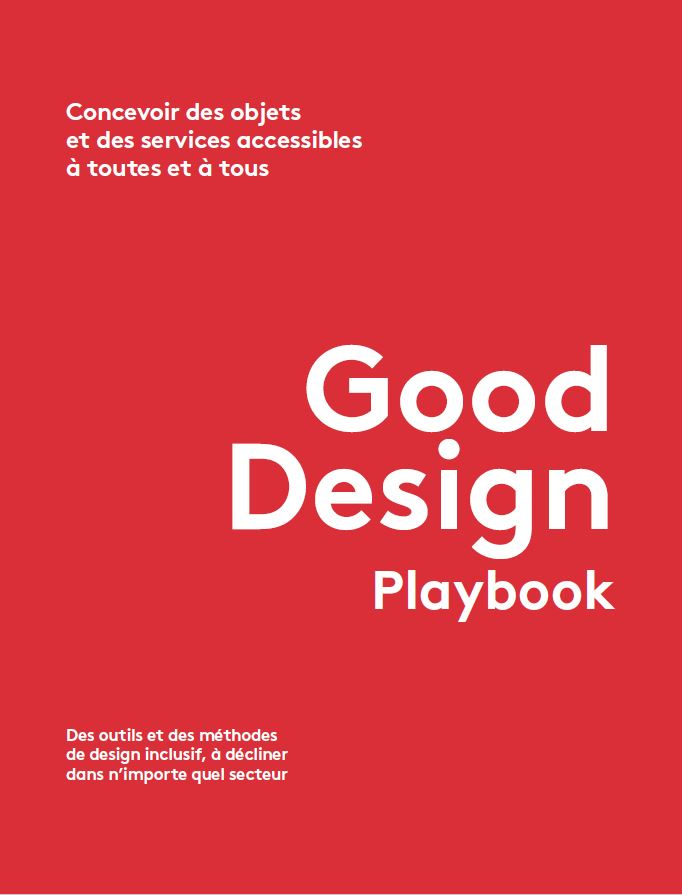 Concevoir des objets
et des services accessibles
à toutes et à tous
Good
Design
Playbook
Des outils et des méthodes
de design inclusif, à décliner
dans n’importe quel secteur